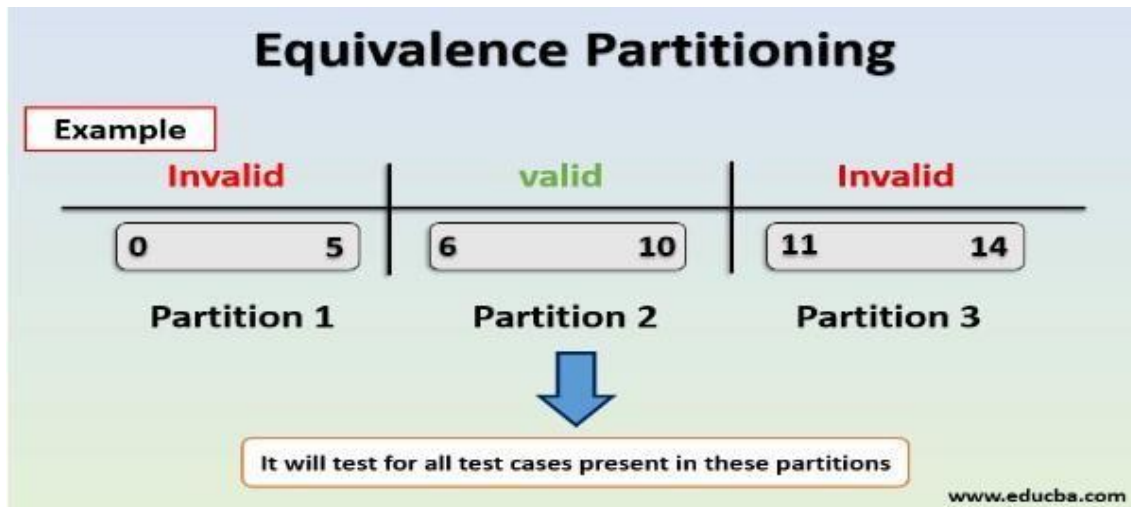 Equivalence Partitioning
Example
Invalid valid Invalid
0 5 6 10 11 14
Partition 1 Partition 2 Partition 3
It will test for all test cases present in these partitions
www.educba.com